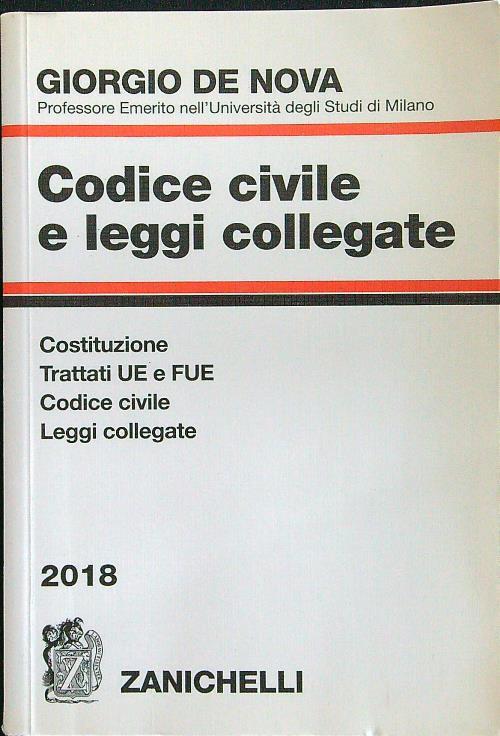 GIORGIO DE NOVA
Professore Emerito nell'Università degli Studi di Milano
Codice civile
e leggi collegate
Costituzione
Trattati UE e FUE
Codice civile
Leggi collegate
2018
Z
ZANICHELLI